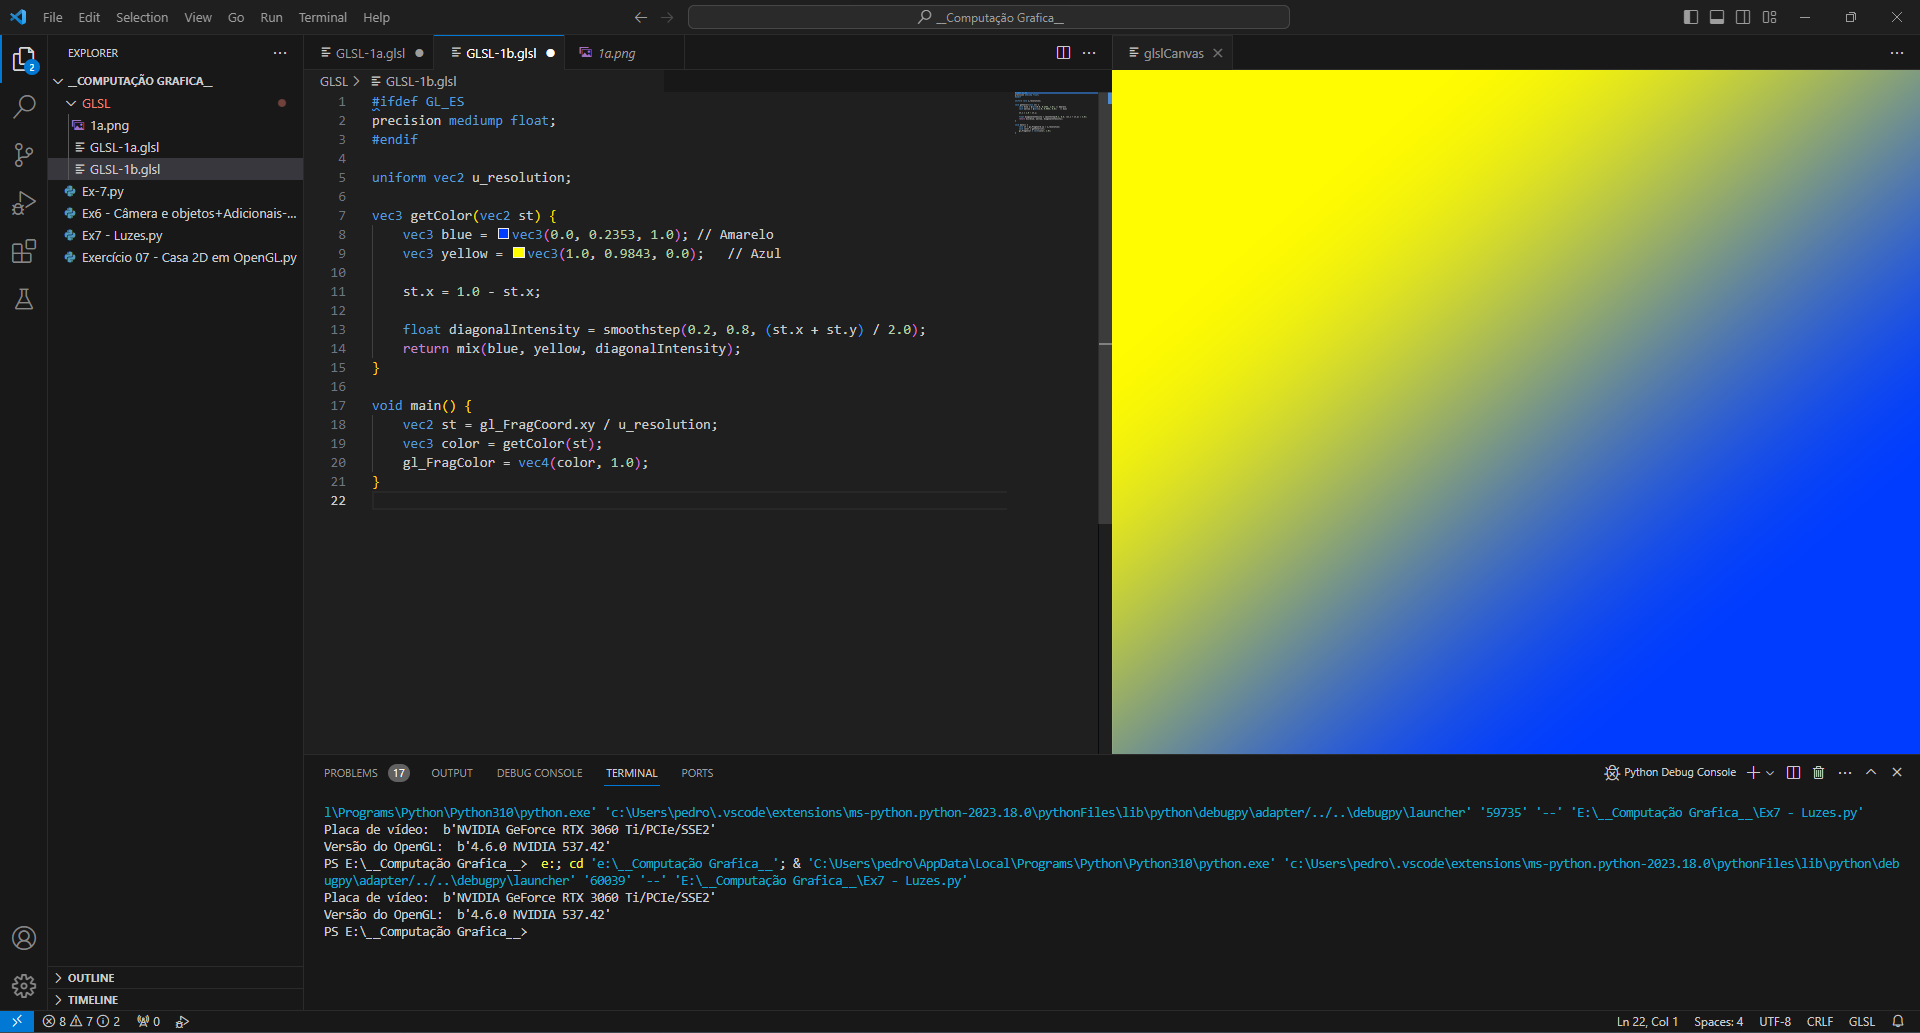 File Edit Selection View Go Run Terminal Help
__Computação Grafica__
EXPLORER
__COMPUTAÇÃO GRAFICA__
GLSL
1a.png
GLSL-1a.glsl
GLSL-1b.glsl
Ex-7.py
Ex6 - Câmera e objetos+Adicionais-...
Ex7 - Luzes.py
Exercício 07 - Casa 2D em OpenGL.py
OUTLINE
TIMELINE
2
GLSL-1a.glsl GLSL-1b.glsl 1a.png
GLSL > GLSL-1b.glsl
1 #ifdef GL_ES
2 precision mediump float;
3 #endif
4
5 uniform vec2 u_resolution;
6
7 vec3 getColor(vec2 st) {
8 vec3 blue = vec3(0.0, 0.2353, 1.0); // Amarelo
9 vec3 yellow = vec3(1.0, 0.9843, 0.0);   // Azul
10
11 st.x = 1.0 - st.x;
12
13 float diagonalIntensity = smoothstep(0.2, 0.8, (st.x + st.y) / 2.0);
14 return mix(blue, yellow, diagonalIntensity);
15 }
16
17 void main() {
18 vec2 st = gl_FragCoord.xy / u_resolution;
19 vec3 color = getColor(st);
20 gl_FragColor = vec4(color, 1.0);
21 }
22
glslCanvas
PROBLEMS 17 OUTPUT DEBUG CONSOLE TERMINAL PORTS
Python Debug Console
l\Programs\Python\Python310\python.exe' 'c:\Users\pedro\.vscode\extensions\ms-python.python-2023.18.0\pythonFiles\lib\python\debugpy\adapter/../..\debugpy\launcher' '59735' '--' 'E:\__Computação Grafica__\Ex7 - Luzes.py'
Placa de vídeo:  b'NVIDIA GeForce RTX 3060 Ti/PCIe/SSE2'
Versão do OpenGL:  b'4.6.0 NVIDIA 537.42'
PS E:\__Computação Grafica__>  e:; cd 'e:\__Computação Grafica__'; & 'C:\Users\pedro\AppData\Local\Programs\Python\Python310\python.exe' 'c:\Users\pedro\.vscode\extensions\ms-python.python-2023.18.0\pythonFiles\lib\python\deb
ugpy\adapter/../..\debugpy\launcher' '60039' '--' 'E:\__Computação Grafica__\Ex7 - Luzes.py'
Placa de vídeo:  b'NVIDIA GeForce RTX 3060 Ti/PCIe/SSE2'
Versão do OpenGL:  b'4.6.0 NVIDIA 537.42'
PS E:\__Computação Grafica__>
8 7 2 0
Ln 22, Col 1 Spaces: 4 UTF-8 CRLF GLSL